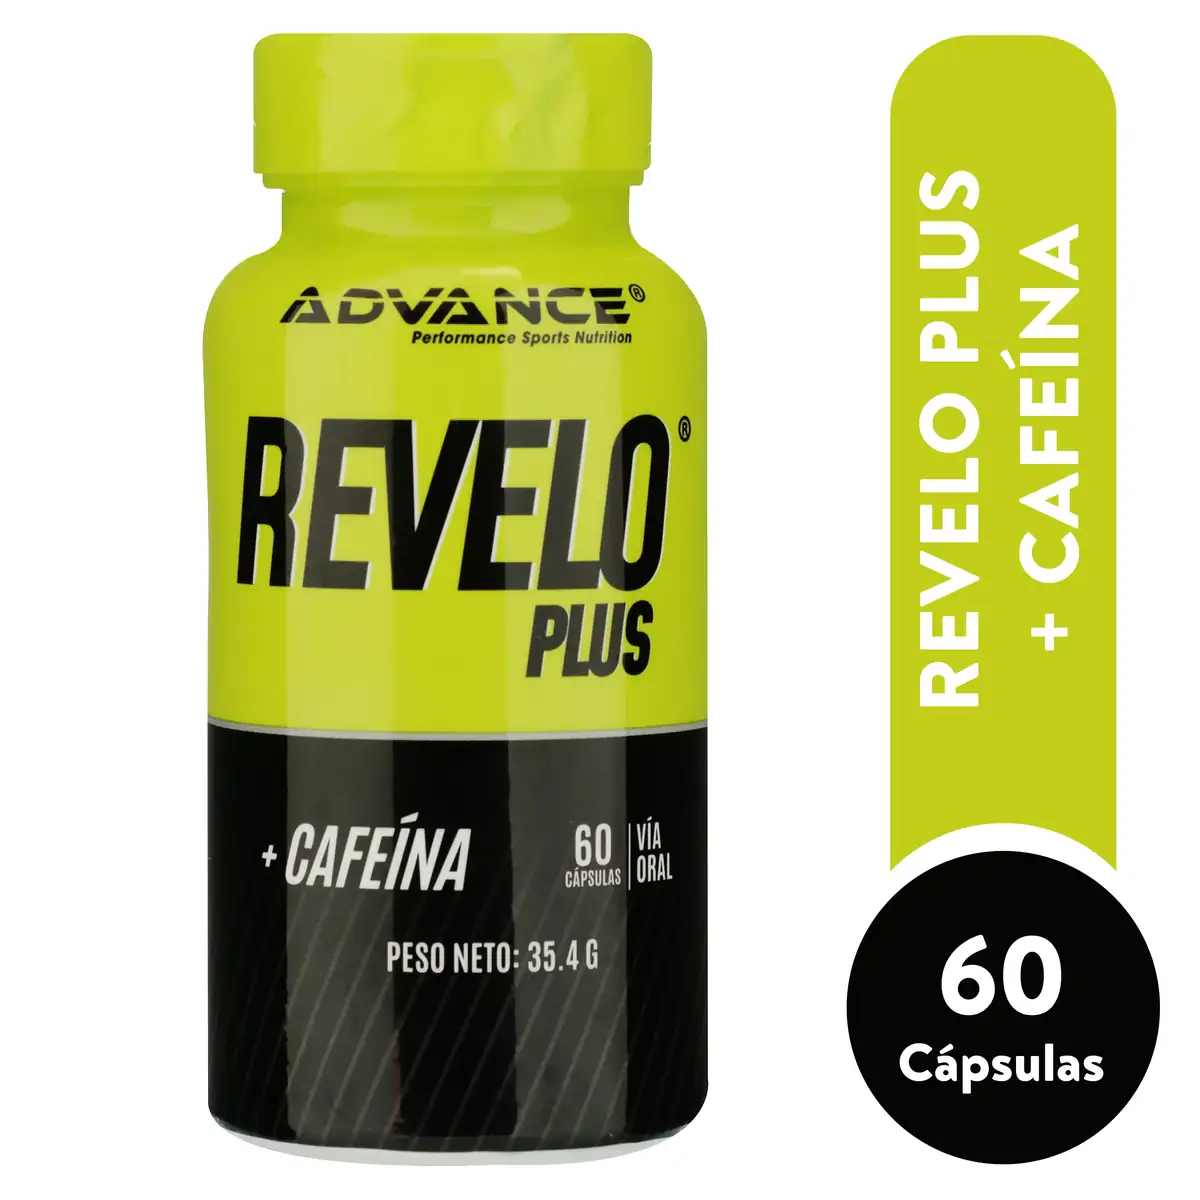 ADVANCE®
Performance Sports Nutrition
REVELO®
PLUS
+ CAFEÍNA
60
CÁPSULAS
VÍA
ORAL
PESO NETO: 35.4 G
REVELO PLUS
+ CAFEÍNA
60
Cápsulas